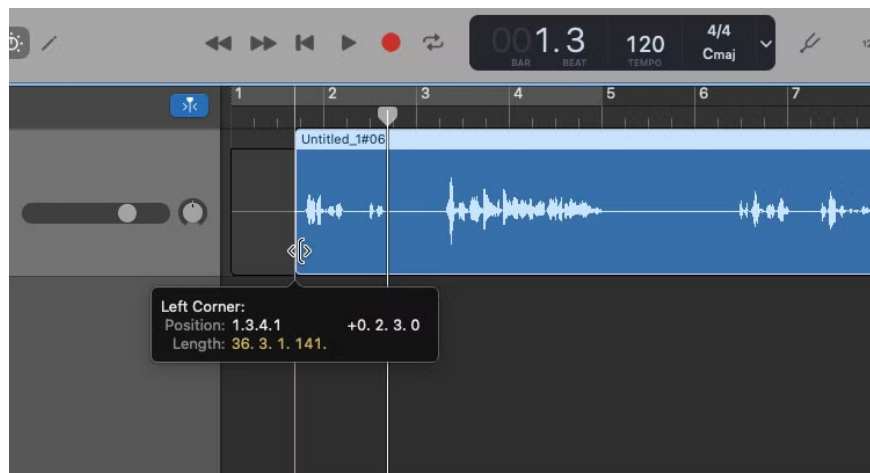 001.3 120 4/4
BAR BEAT TEMPO Cmaj
1 2 3 4 5 6 7
Untitled_1#06
Left Corner:
Position: 1.3.4.1 +0. 2. 3. 0
Length: 36. 3. 1. 141.